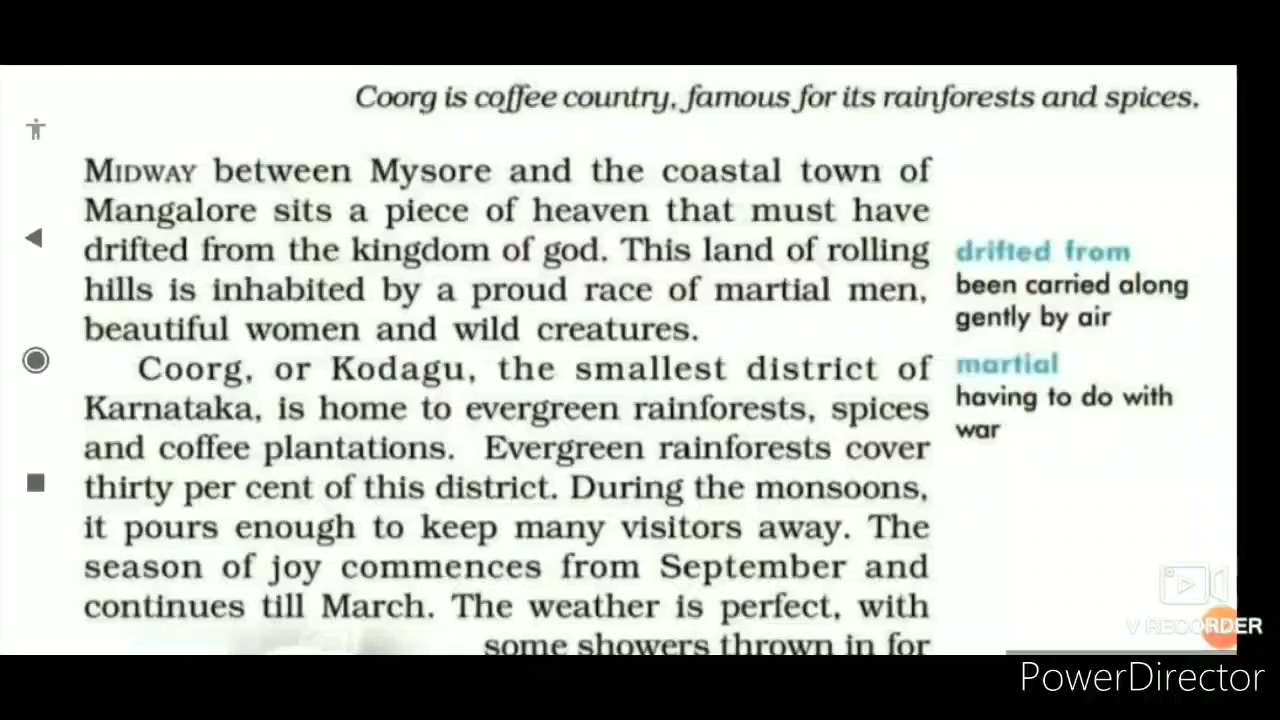 Coorg is coffee country, famous for its rainforests and spices.
MIDWAY between Mysore and the coastal town of
Mangalore sits a piece of heaven that must have
drifted from the kingdom of god. This land of rolling
hills is inhabited by a proud race of martial men,
beautiful women and wild creatures.
Coorg, or Kodagu, the smallest district of
Karnataka, is home to evergreen rainforests, spices
and coffee plantations. Evergreen rainforests cover
thirty per cent of this district. During the monsoons,
it pours enough to keep many visitors away. The
season of joy commences from September and
continues till March. The weather is perfect, with
some showers thrown in for
drifted from
been carried along
gently by air
martial
having to do with
war
V RECORDER
PowerDirector